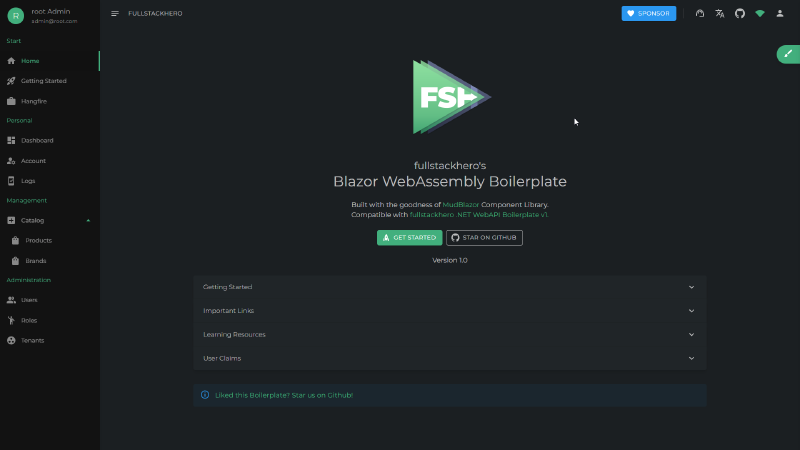 R
root Admin
admin@root.com
Start
Home
Getting Started
Hangfire
Personal
Dashboard
Account
Logs
Management
Catalog
Products
Brands
Administration
Users
Roles
Tenants
FULLSTACKHERO
SPONSOR
FSH
fullstackhero's
Blazor WebAssembly Boilerplate
Built with the goodness of MudBlazor Component Library.
Compatible with fullstackhero .NET WebAPI Boilerplate v1.
GET STARTED
STAR ON GITHUB
Version 1.0
Getting Started
Important Links
Learning Resources
User Claims
Liked this Boilerplate? Star us on Github!